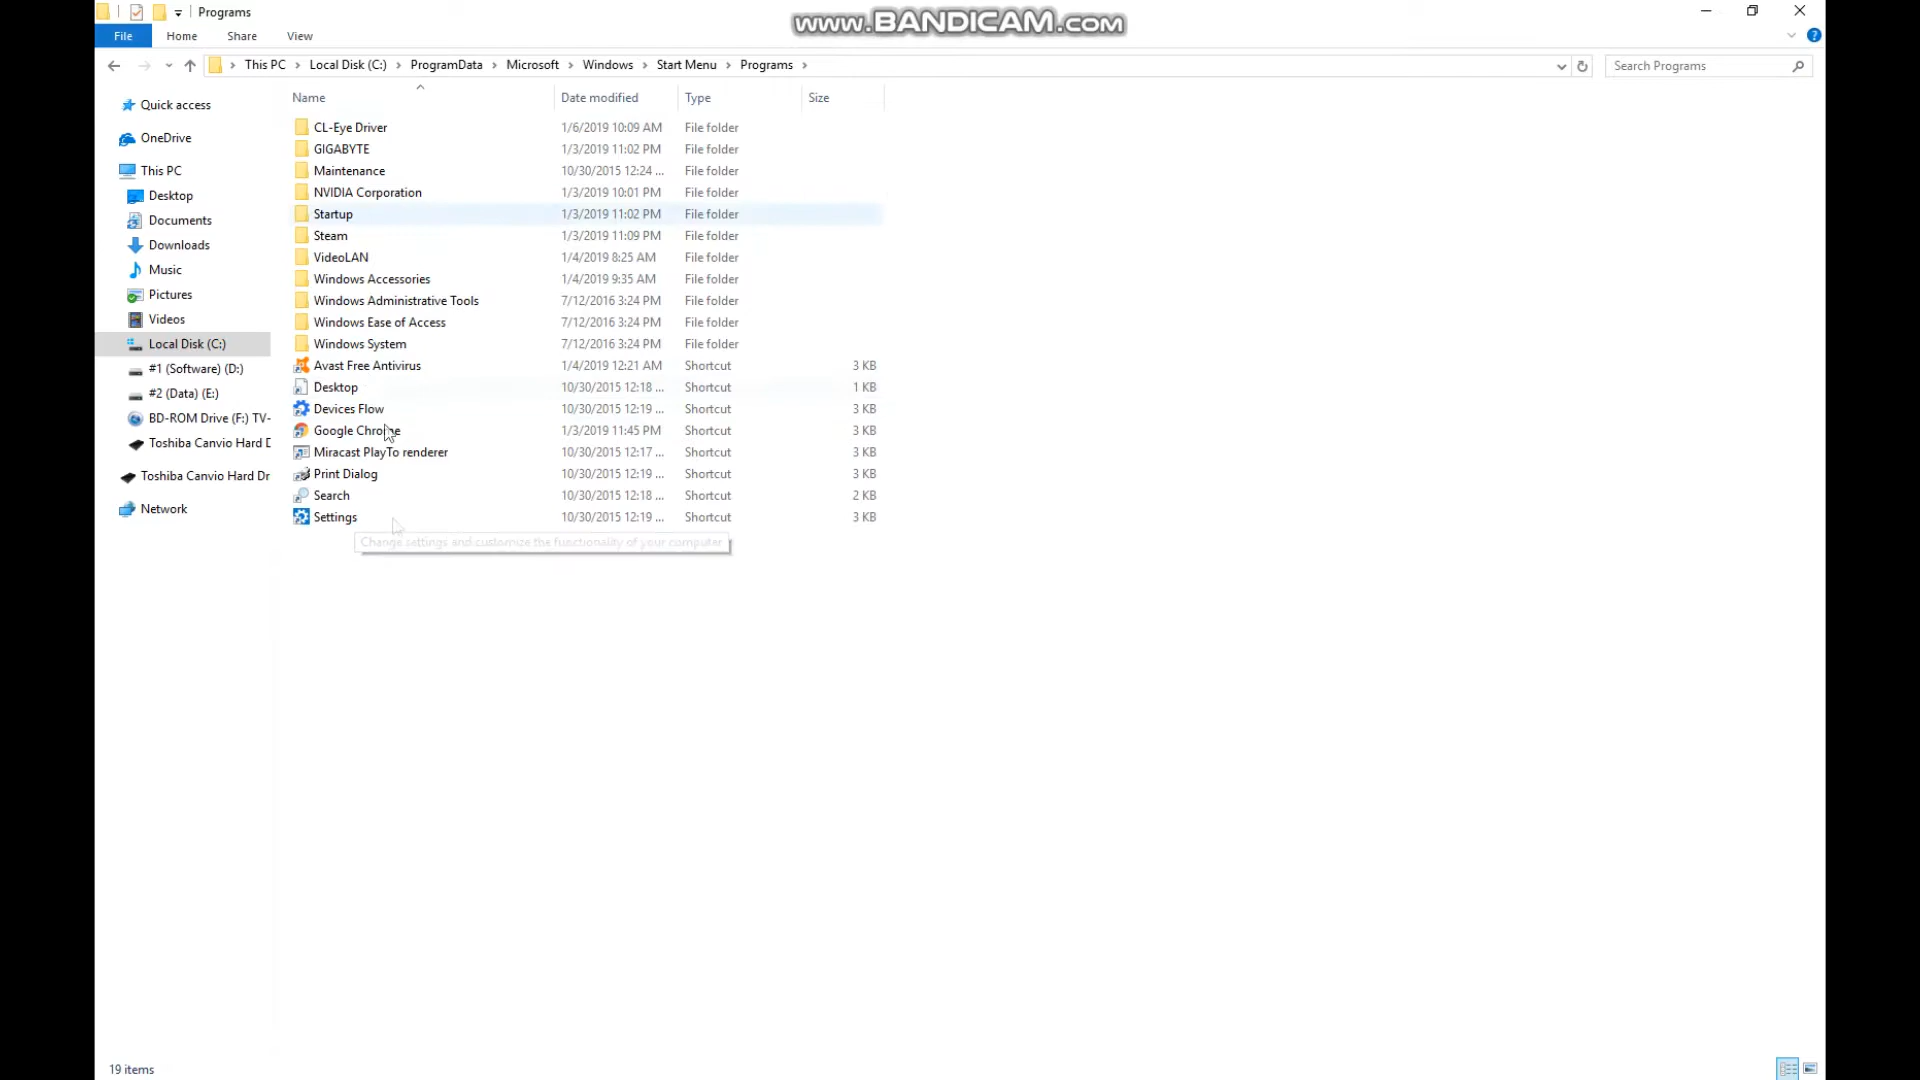 Programs
www.BANDICAM.com
File Home Share View
This PC Local Disk (C:) ProgramData Microsoft Windows Start Menu Programs
Search Programs
Name Date modified Type Size
Quick access
OneDrive
This PC
Desktop
Documents
Downloads
Music
Pictures
Videos
Local Disk (C:)
#1 (Software) (D:)
#2 (Data) (E:)
BD-ROM Drive (F:) TV-
Toshiba Canvio Hard D
Toshiba Canvio Hard Dr
Network
CL-Eye Driver 1/6/2019 10:09 AM File folder
GIGABYTE 1/3/2019 11:02 PM File folder
Maintenance 10/30/2015 12:24 ... File folder
NVIDIA Corporation 1/3/2019 10:01 PM File folder
Startup 1/3/2019 11:02 PM File folder
Steam 1/3/2019 11:09 PM File folder
VideoLAN 1/4/2019 8:25 AM File folder
Windows Accessories 1/4/2019 9:35 AM File folder
Windows Administrative Tools 7/12/2016 3:24 PM File folder
Windows Ease of Access 7/12/2016 3:24 PM File folder
Windows System 7/12/2016 3:24 PM File folder
Avast Free Antivirus 1/4/2019 12:21 AM Shortcut 3 KB
Desktop 10/30/2015 12:18 ... Shortcut 1 KB
Devices Flow 10/30/2015 12:19 ... Shortcut 3 KB
Google Chrome 1/3/2019 11:45 PM Shortcut 3 KB
Miracast PlayTo renderer 10/30/2015 12:17 ... Shortcut 3 KB
Print Dialog 10/30/2015 12:19 ... Shortcut 3 KB
Search 10/30/2015 12:18 ... Shortcut 2 KB
Settings 10/30/2015 12:19 ... Shortcut 3 KB
Change settings and customize the functionality of your computer
19 items